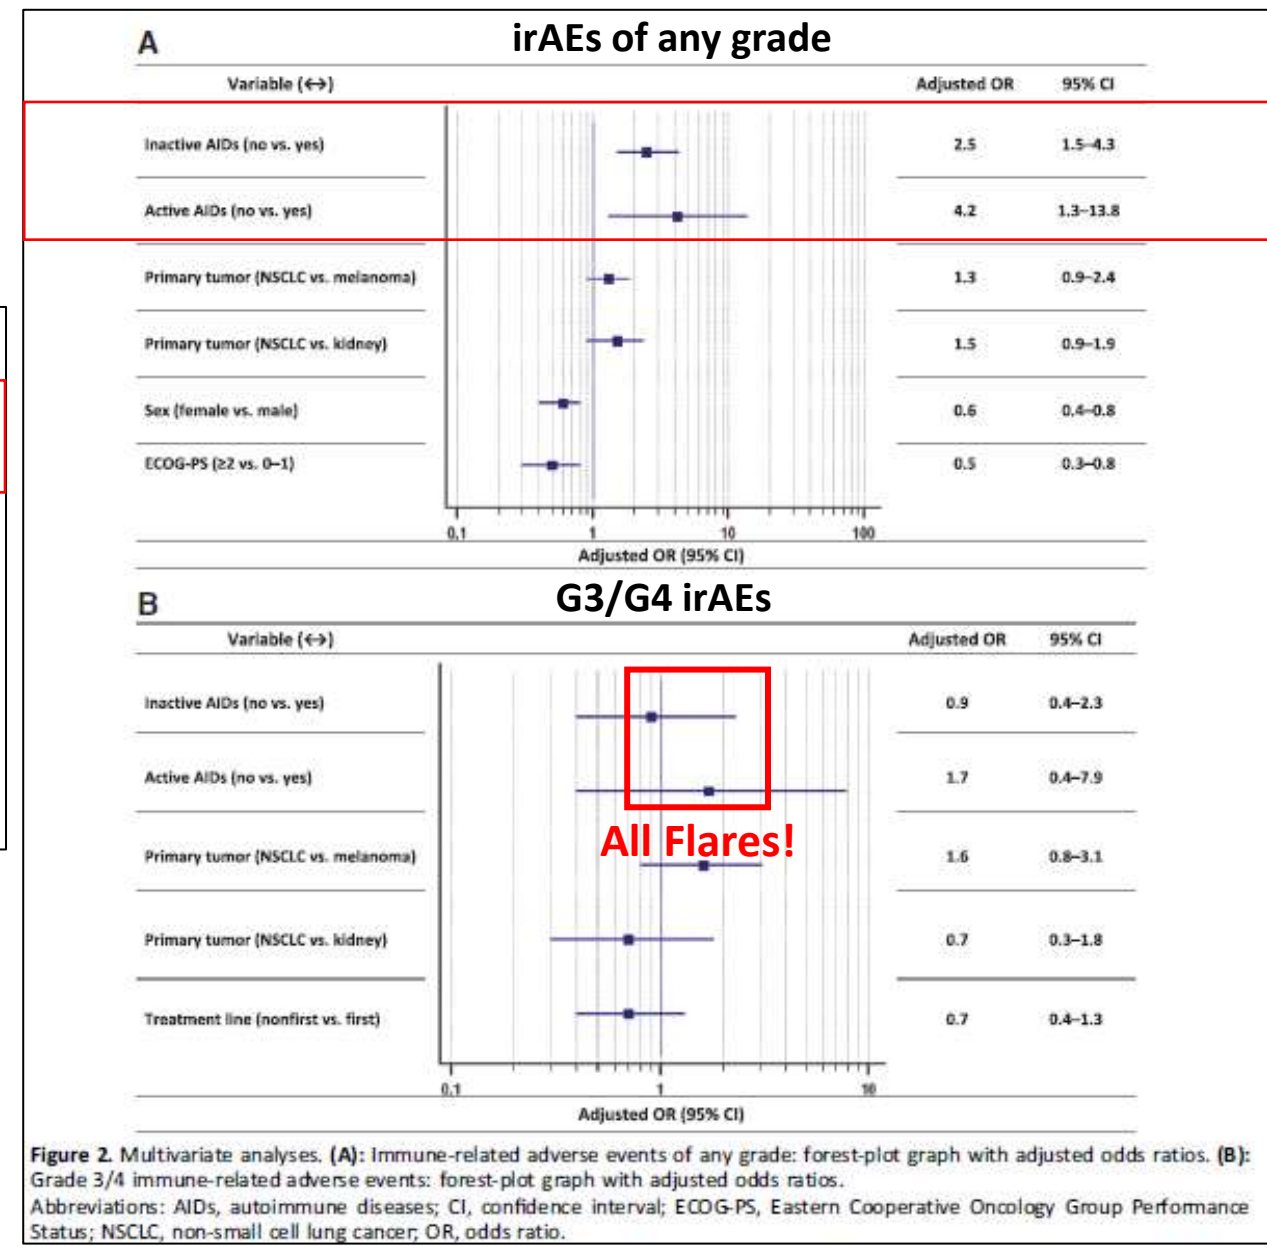 A irAEs of any grade
Variable (↔) Adjusted OR 95% CI
Inactive AIDs (no vs. yes) 2.5 1.5–4.3
Active AIDs (no vs. yes) 4.2 1.3–13.8
Primary tumor (NSCLC vs. melanoma) 1.3 0.9–2.4
Primary tumor (NSCLC vs. kidney) 1.5 0.9–1.9
Sex (female vs. male) 0.6 0.4–0.8
ECOG-PS (≥2 vs. 0–1) 0.5 0.3–0.8
0.1 1 10 100
Adjusted OR (95% CI)
B G3/G4 irAEs
Variable (↔) Adjusted OR 95% CI
Inactive AIDs (no vs. yes) 0.9 0.4–2.3
Active AIDs (no vs. yes) 1.7 0.4–7.9
All Flares!
Primary tumor (NSCLC vs. melanoma) 1.6 0.8–3.1
Primary tumor (NSCLC vs. kidney) 0.7 0.3–1.8
Treatment line (nonfirst vs. first) 0.7 0.4–1.3
0.1 1 10
Adjusted OR (95% CI)
Figure 2. Multivariate analyses. (A): Immune-related adverse events of any grade: forest-plot graph with adjusted odds ratios. (B):
Grade 3/4 immune-related adverse events: forest-plot graph with adjusted odds ratios.
Abbreviations: AIDs, autoimmune diseases; CI, confidence interval; ECOG-PS, Eastern Cooperative Oncology Group Performance
Status; NSCLC, non-small cell lung cancer; OR, odds ratio.